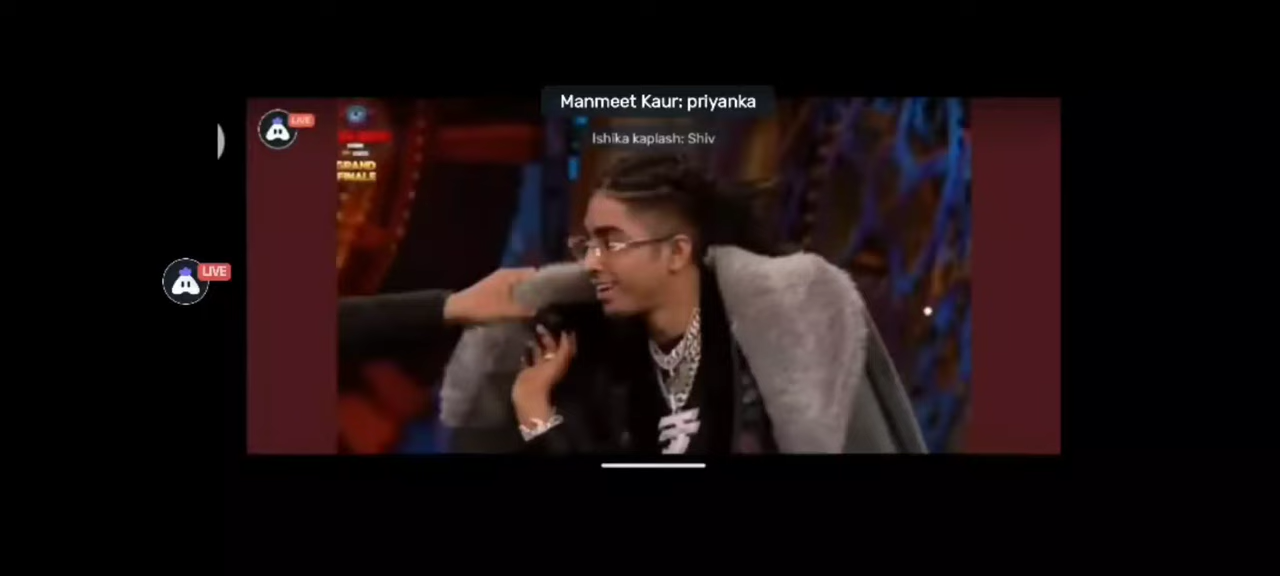 Manmeet Kaur: priyanka
Ishika kaplash: Shiv
LIVE
GRAND
FINALE
LIVE